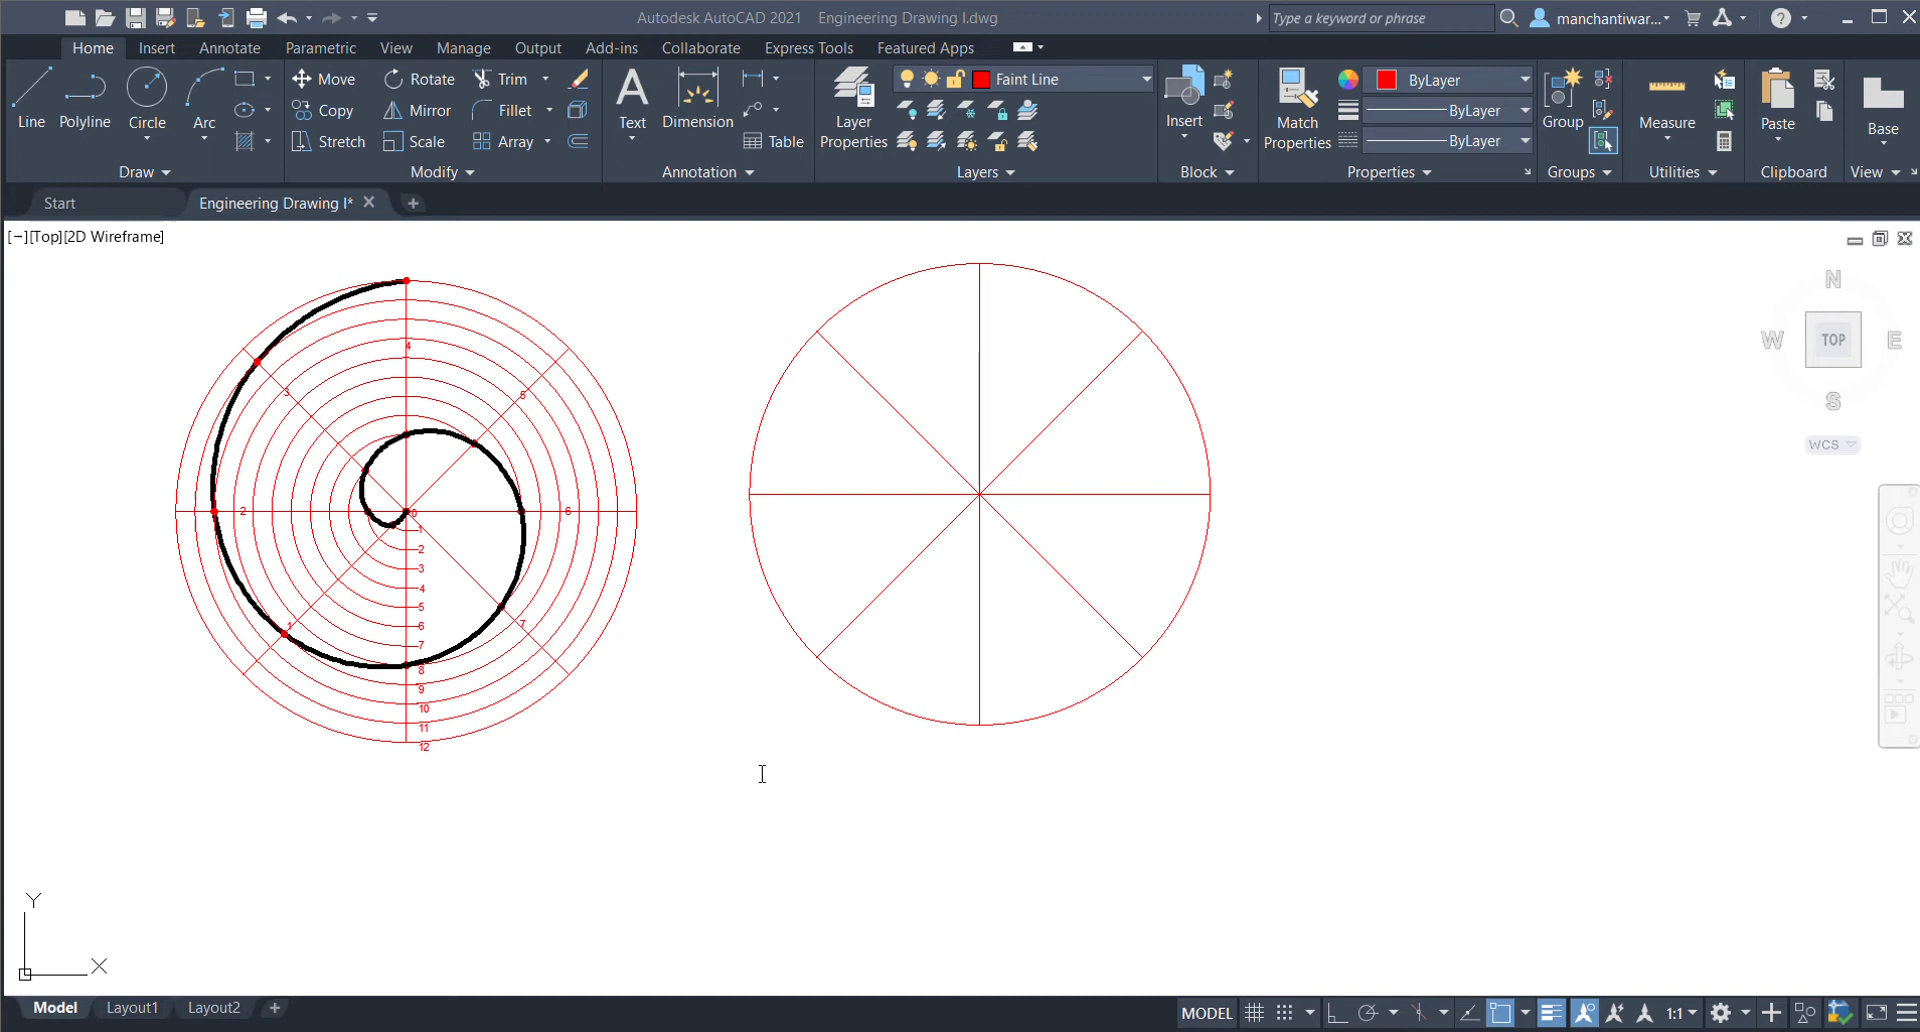 Autodesk AutoCAD 2021 Engineering Drawing I.dwg
Type a keyword or phrase
manchantiwar...
Home Insert Annotate Parametric View Manage Output Add-ins Collaborate Express Tools Featured Apps
Line Polyline Circle Arc
Move Rotate Trim
Copy Mirror Fillet
Stretch Scale Array
Text Dimension Table
Layer Properties
Faint Line
Insert
Match Properties
ByLayer
ByLayer
ByLayer
Group
Measure
Paste
Base
Draw Modify Annotation Layers Block Properties Groups Utilities Clipboard View
Start Engineering Drawing I*
[−][Top][2D Wireframe]
N
W TOP E
S
WCS
4
3 5
2 0 6
1
2
3
4
5
6
1 7
7
8
9
10
11
12
Y
X
Model Layout1 Layout2
MODEL 1:1